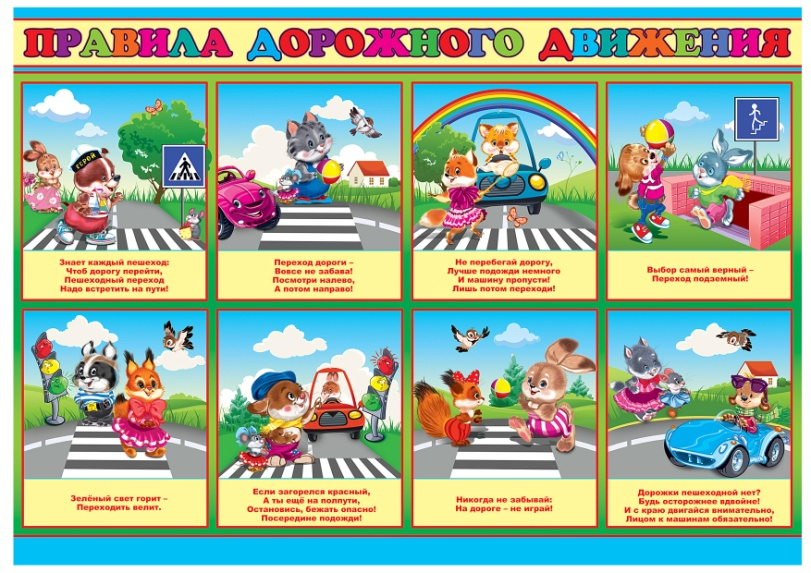 ПРАВИЛА ДОРОЖНОГО ДВИЖЕНИЯ
ГЕРОЙ
Знает каждый пешеход:
Чтоб дорогу перейти,
Пешеходный переход
Надо встретить на пути!
Переход дороги –
Вовсе не забава!
Посмотри налево,
А потом направо!
Не перебегай дорогу,
Лучше подожди немного
И машину пропусти!
Лишь потом переходи!
Выбор самый верный –
Переход подземный!
Зелёный свет горит –
Переходить велит.
Если загорелся красный,
А ты ещё на полпути,
Остановись, бежать опасно!
Посередине подожди!
Никогда не забывай:
На дороге – не играй!
Дорожки пешеходной нет?
Будь осторожнее вдвойне!
И с краю двигайся внимательно,
Лицом к машинам обязательно!